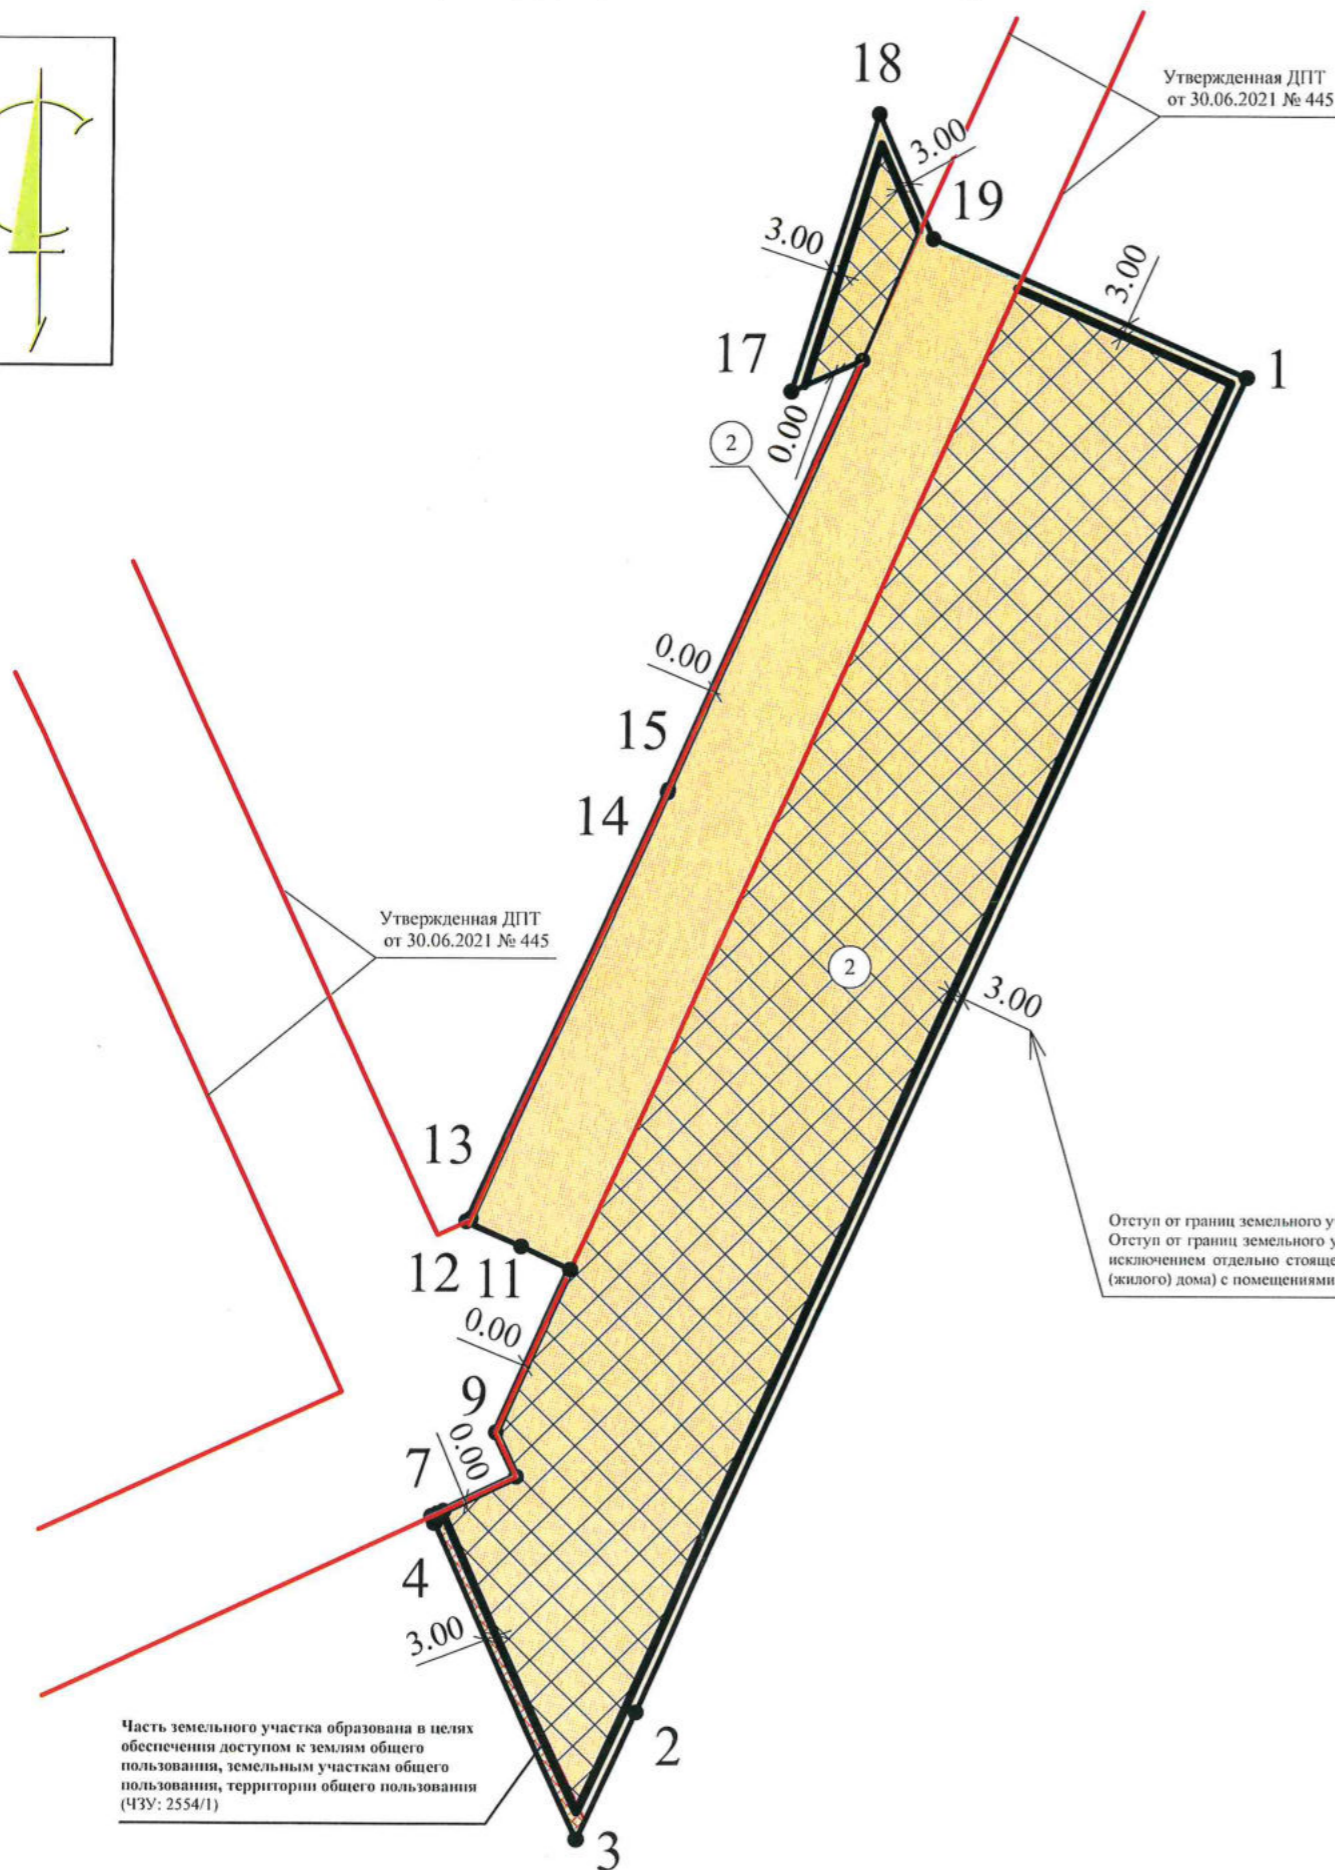 18
Утвержденная ДПТ
от 30.06.2021 № 445
3.00
19
3.00
3.00
17
1
0.00
2
0.00
15
14
Утвержденная ДПТ
от 30.06.2021 № 445
2
3.00
13
Отступ от границ земельного
Отступ от границ земельного
исключением отдельно
(жилого) дома) с помещениями
12
11
0.00
9
0.00
7
4
3.00
Часть земельного участка образована в целях
обеспечения доступом к землям общего
пользования, земельным участкам общего
пользования, территории общего пользования
(ЧЗУ: 2554/1)
2
3